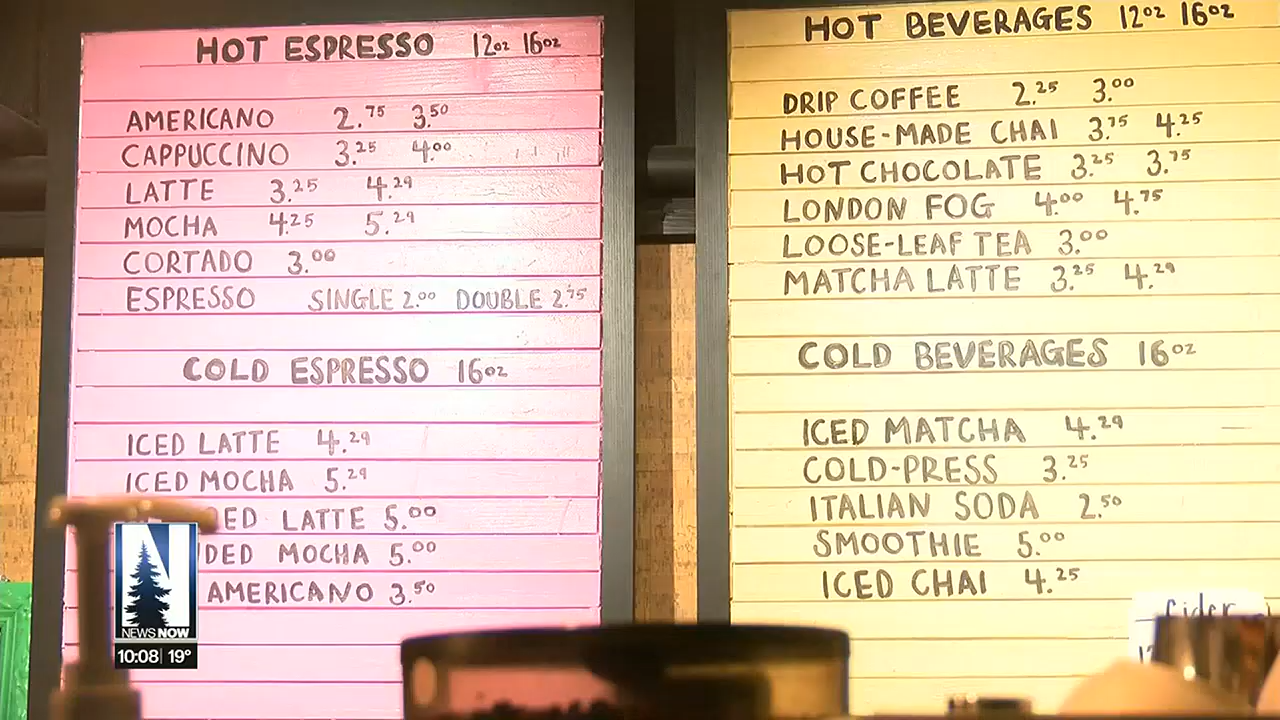 HOT ESPRESSO 12oz 16oz
AMERICANO 2.75 3.50
CAPPUCCINO 3.25 4.00
LATTE 3.25 4.29
MOCHA 4.25 5.29
CORTADO 3.00
ESPRESSO SINGLE 2.00 DOUBLE 2.75
COLD ESPRESSO 16oz
ICED LATTE 4.29
ICED MOCHA 5.29
ED LATTE 5.00
DED MOCHA 5.00
AMERICANO 3.50
HOT BEVERAGES 12oz 16oz
DRIP COFFEE 2.25 3.00
HOUSE-MADE CHAI 3.75 4.25
HOT CHOCOLATE 3.25 3.75
LONDON FOG 4.00 4.75
LOOSE-LEAF TEA 3.00
MATCHA LATTE 3.25 4.29
COLD BEVERAGES 16oz
ICED MATCHA 4.29
COLD-PRESS 3.25
ITALIAN SODA 2.50
SMOOTHIE 5.00
ICED CHAI 4.25
Cider
N
NEWS NOW
10:08 19°